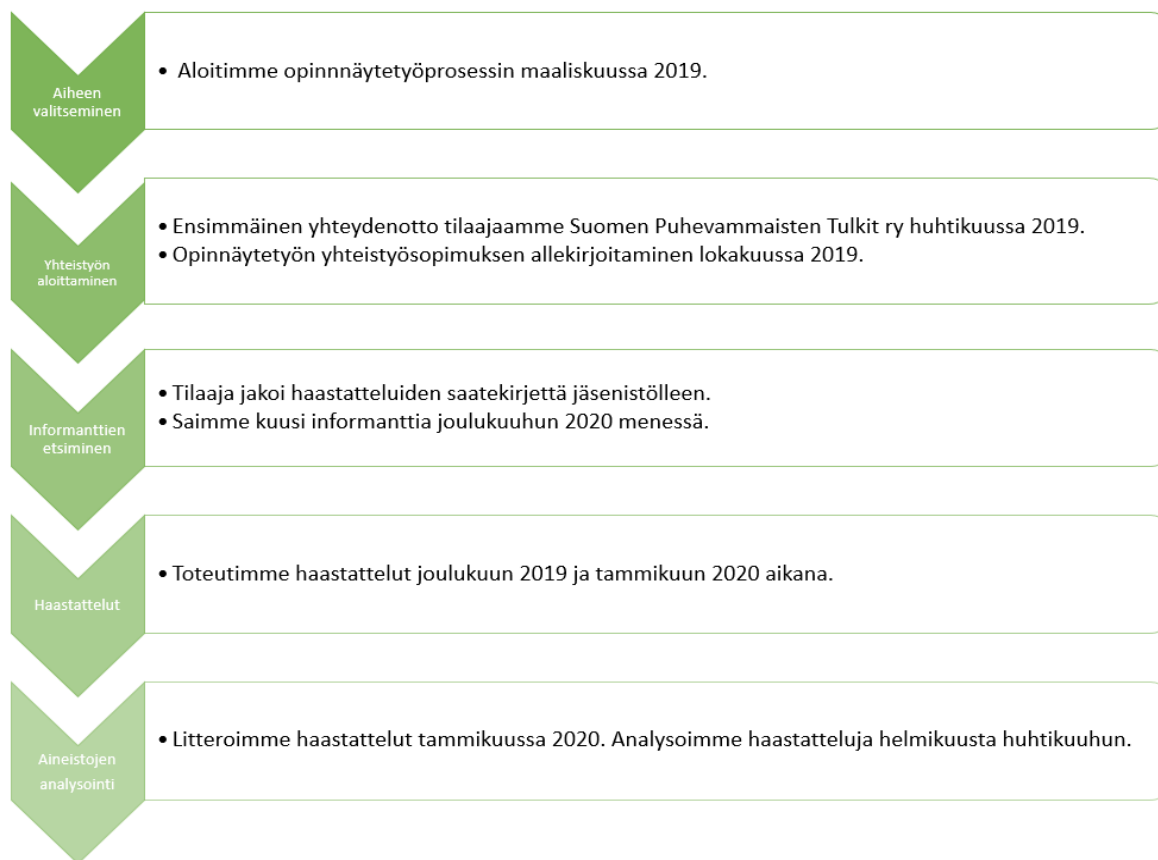 Aiheen
valitseminen
• Aloitimme opinnnäytetyöprosessin maaliskuussa 2019.
Yhteistyön
aloittaminen
• Ensimmäinen yhteydenotto tilaajaamme Suomen Puhevammaisten Tulkit ry huhtikuussa 2019.
• Opinnäytetyön yhteistyösopimuksen allekirjoitaminen lokakuussa 2019.
Informanttien
etsiminen
• Tilaaja jakoi haastatteluiden saatekirjettä jäsenistölleen.
• Saimme kuusi informanttia joulukuuhun 2020 menessä.
Haastattelut
• Toteutimme haastattelut joulukuun 2019 ja tammikuun 2020 aikana.
Aineistojen
analysointi
• Litteroimme haastattelut tammikuussa 2020. Analysoimme haastatteluja helmikuusta huhtikuuhun.